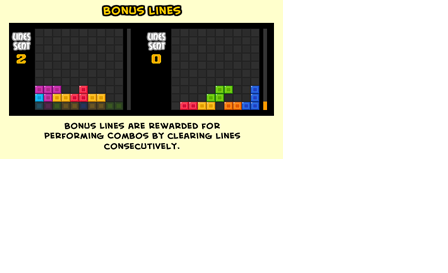 BONUS LINES
LINES
SENT
2
LINES
SENT
0
BONUS LINES ARE REWARDED FOR
PERFORMING COMBOS BY CLEARING LINES
CONSECUTIVELY.